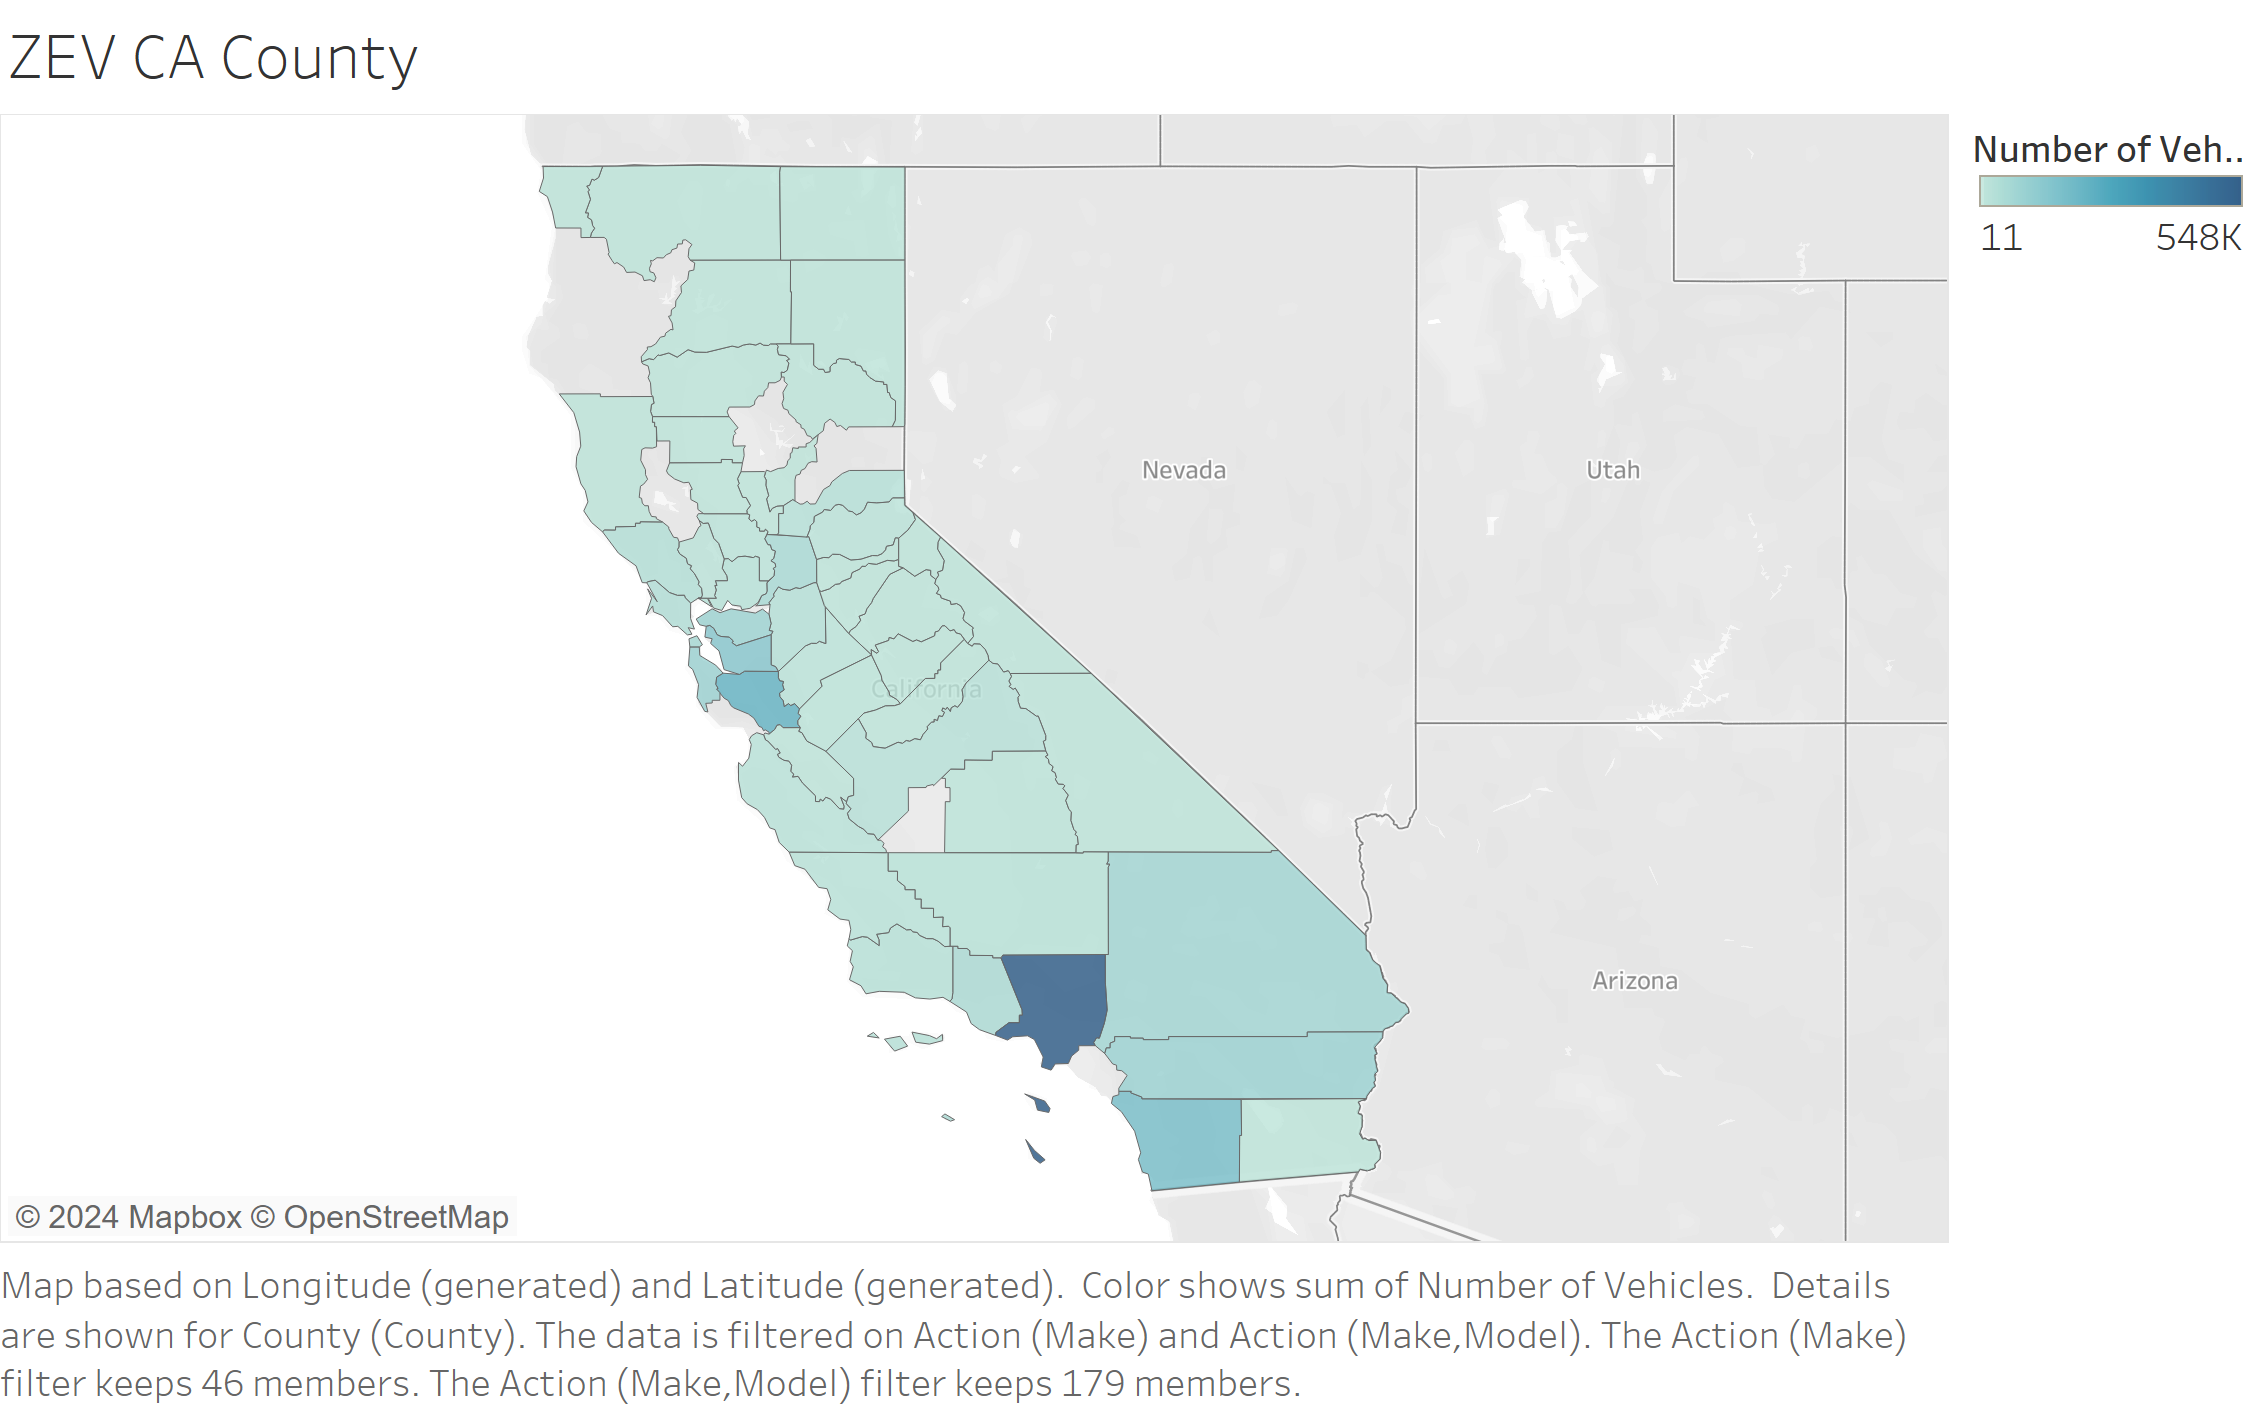 ZEV CA County
Number of Veh..
11 548K
Nevada
Utah
California
Arizona
© 2024 Mapbox © OpenStreetMap
Map based on Longitude (generated) and Latitude (generated).  Color shows sum of Number of Vehicles.  Details
are shown for County (County). The data is filtered on Action (Make) and Action (Make,Model). The Action (Make)
filter keeps 46 members. The Action (Make,Model) filter keeps 179 members.